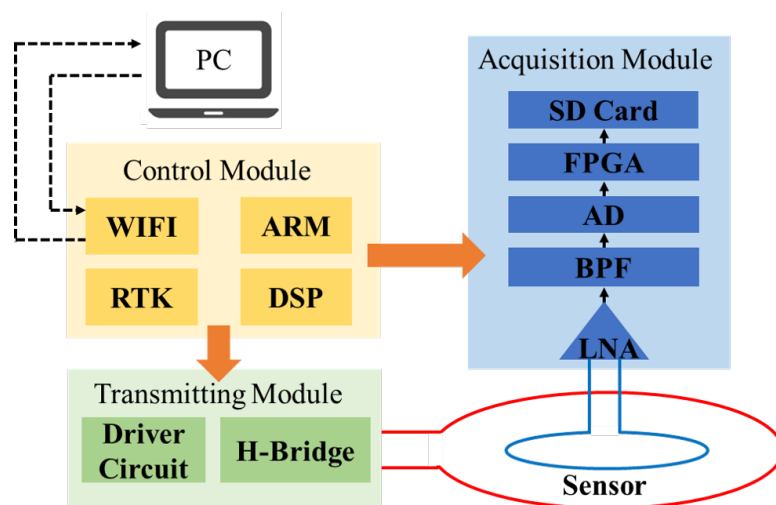 PC
Control Module
WIFI
ARM
RTK
DSP
Transmitting Module
Driver
Circuit
H-Bridge
Acquisition Module
SD Card
FPGA
AD
BPF
LNA
Sensor